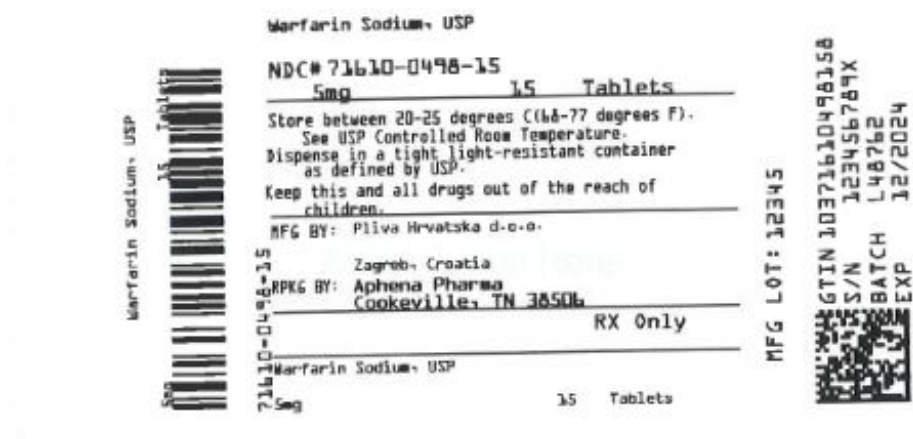 Warfarin Sodium, USP
NDC# 71610-0498-15
5mg 15 Tablets
Store between 20-25 degrees C(68-77 degrees F).
See USP Controlled Room Temperature.
Dispense in a tight light-resistant container
as defined by USP.
Keep this and all drugs out of the reach of
children.
MFG BY: Pliva Hrvatska d.o.o.
Zagreb, Croatia
RPKG BY: Aphena Pharma
Cookeville, TN 38506
RX Only
Warfarin Sodium, USP
5mg 15 Tablets
Warfarin Sodium, USP
5mg 15 Tablets
71610-0498-15
MFG LOT: 12345
GTIN 10371610498158
S/N 123456789X
BATCH L48762
EXP 12/2024